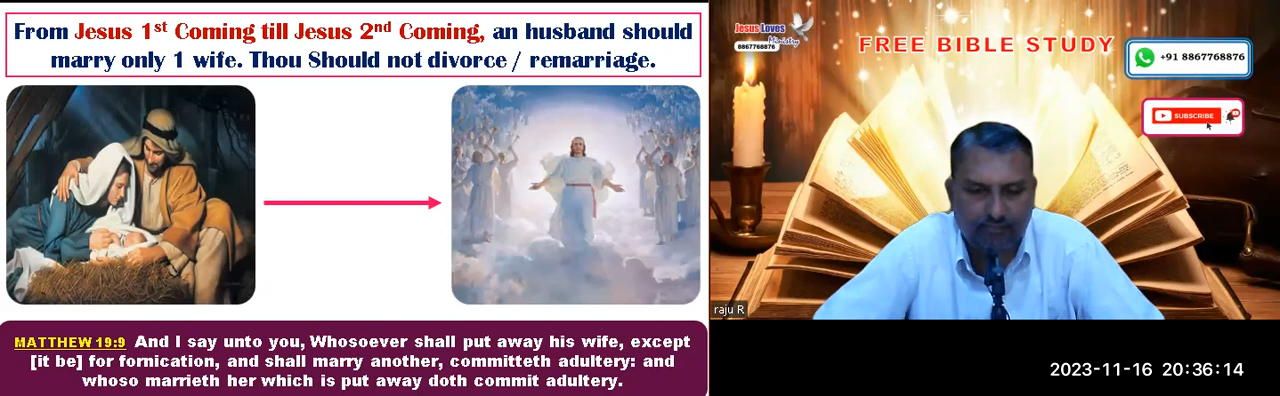 From Jesus 1st Coming till Jesus 2nd Coming, an husband should
marry only 1 wife. Thou Should not divorce / remarriage.
MATTHEW 19:9 And I say unto you, Whosoever shall put away his wife, except
[it be] for fornication, and shall marry another, committeth adultery: and
whoso marrieth her which is put away doth commit adultery.
Jesus Loves
Ministry
8867768876
FREE BIBLE STUDY
+91 8867768876
SUBSCRIBE
raju R
2023-11-16 20:36:14